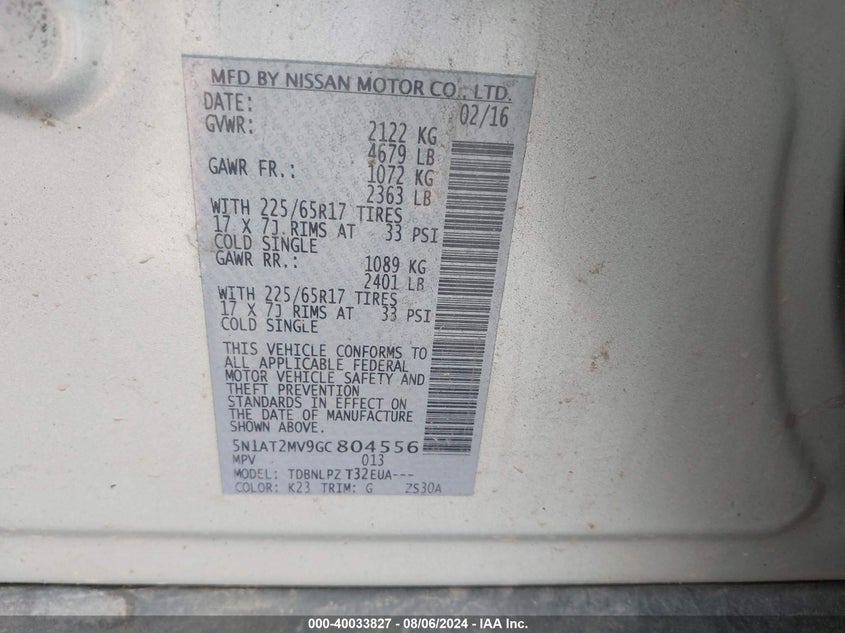 MFD BY NISSAN MOTOR CO., LTD.
DATE: 02/16
GVWR: 2122 KG
4679 LB
GAWR FR.: 1072 KG
2363 LB
WITH 225/65R17 TIRES
17 X 7J RIMS AT 33 PSI
COLD SINGLE
GAWR RR.: 1089 KG
2401 LB
WITH 225/65R17 TIRES
17 X 7J RIMS AT 33 PSI
COLD SINGLE
THIS VEHICLE CONFORMS TO
ALL APPLICABLE FEDERAL
MOTOR VEHICLE SAFETY AND
THEFT PREVENTION
STANDARDS IN EFFECT ON
THE DATE OF MANUFACTURE
SHOWN ABOVE.
5N1AT2MV9GC804556
MPV 013
MODEL: TDBNLPZ T32EUA---
COLOR: K23 TRIM: G ZS30A
000-40033827 - 08/06/2024 - IAA Inc.